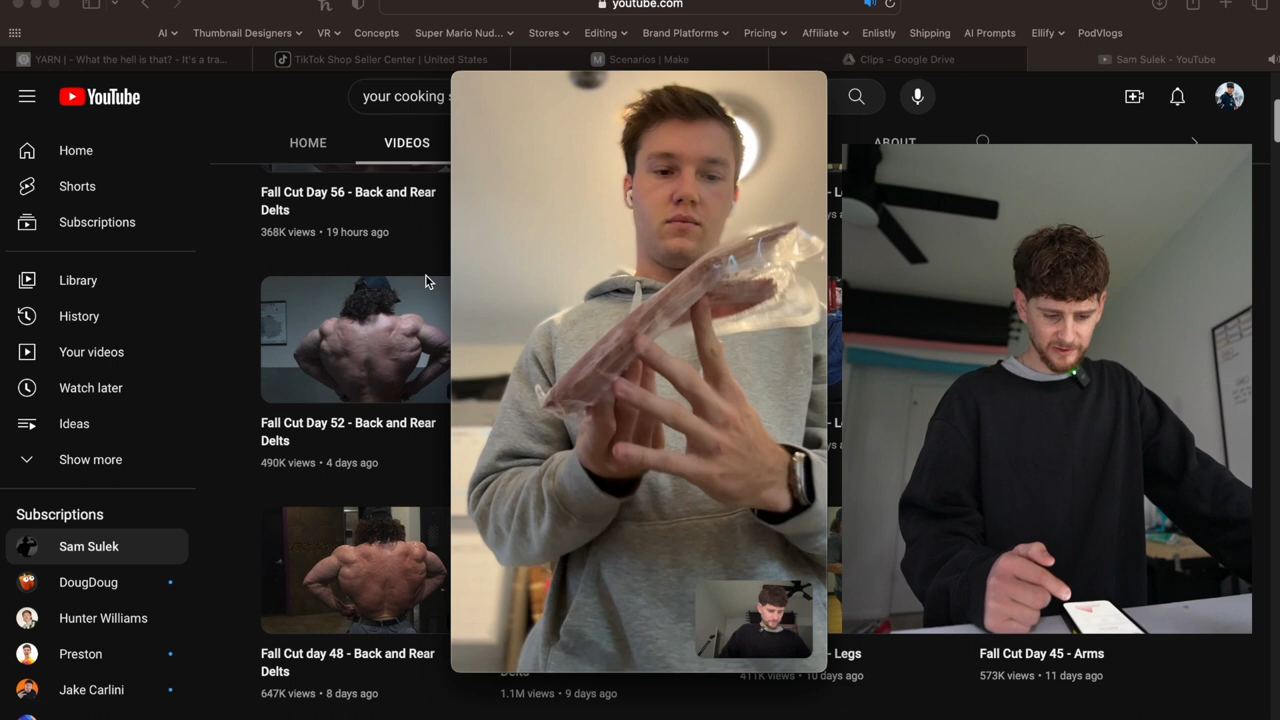 youtube.com
AI
Thumbnail Designers
VR
Concepts
Super Mario Nud...
Stores
Editing
Brand Platforms
Pricing
Affiliate
Enlistly
Shipping
AI Prompts
Ellify
PodVlogs
YARN | - What the hell is that? - It's a tra...
TikTok Shop Seller Center | United States
Scenarios | Make
Clips - Google Drive
Sam Sulek - YouTube
YouTube
your cooking
HOME
VIDEOS
ABOUT
Home
Shorts
Subscriptions
Library
History
Your videos
Watch later
Ideas
Show more
Subscriptions
Sam Sulek
DougDoug
Hunter Williams
Preston
Jake Carlini
Fall Cut Day 56 - Back and Rear
Delts
368K views • 19 hours ago
Fall Cut Day 52 - Back and Rear
Delts
490K views • 4 days ago
Fall Cut day 48 - Back and Rear
Delts
647K views • 8 days ago
Delts
1.1M views • 9 days ago
- Legs
411K views • 10 days ago
Fall Cut Day 45 - Arms
573K views • 11 days ago